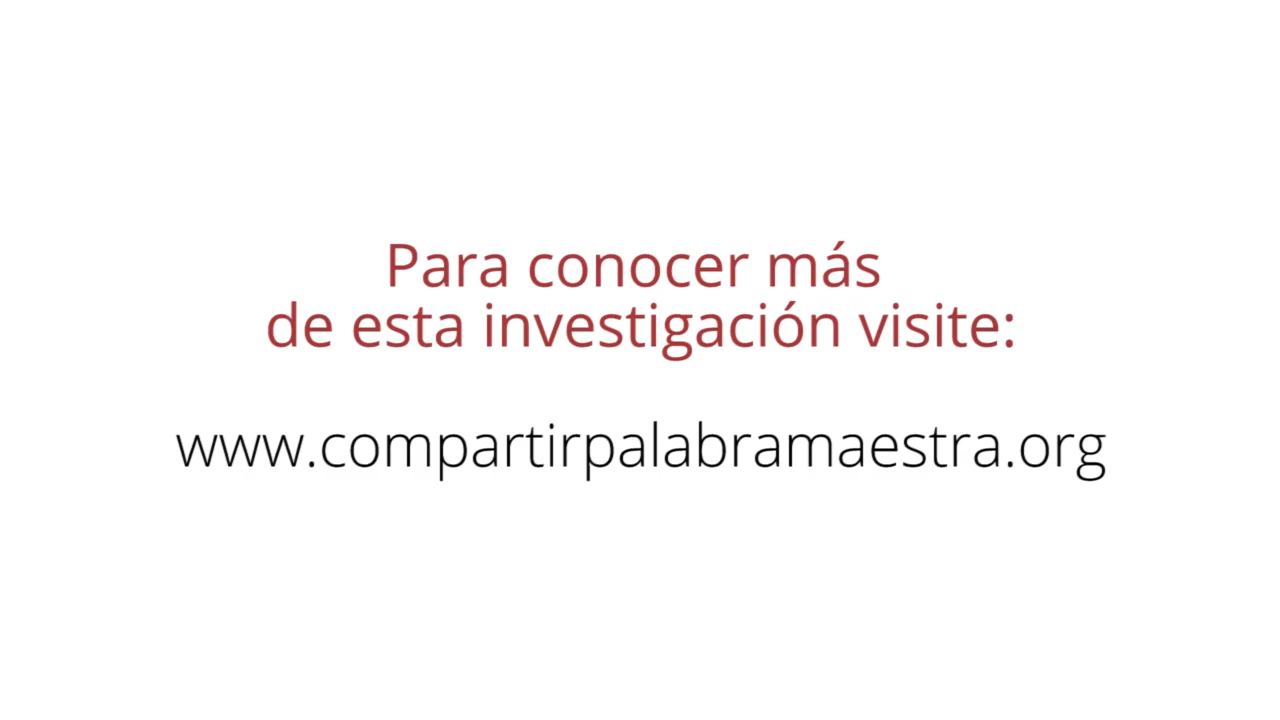 Para conocer más
de esta investigación visite:
www.compartirpalabramaestra.org